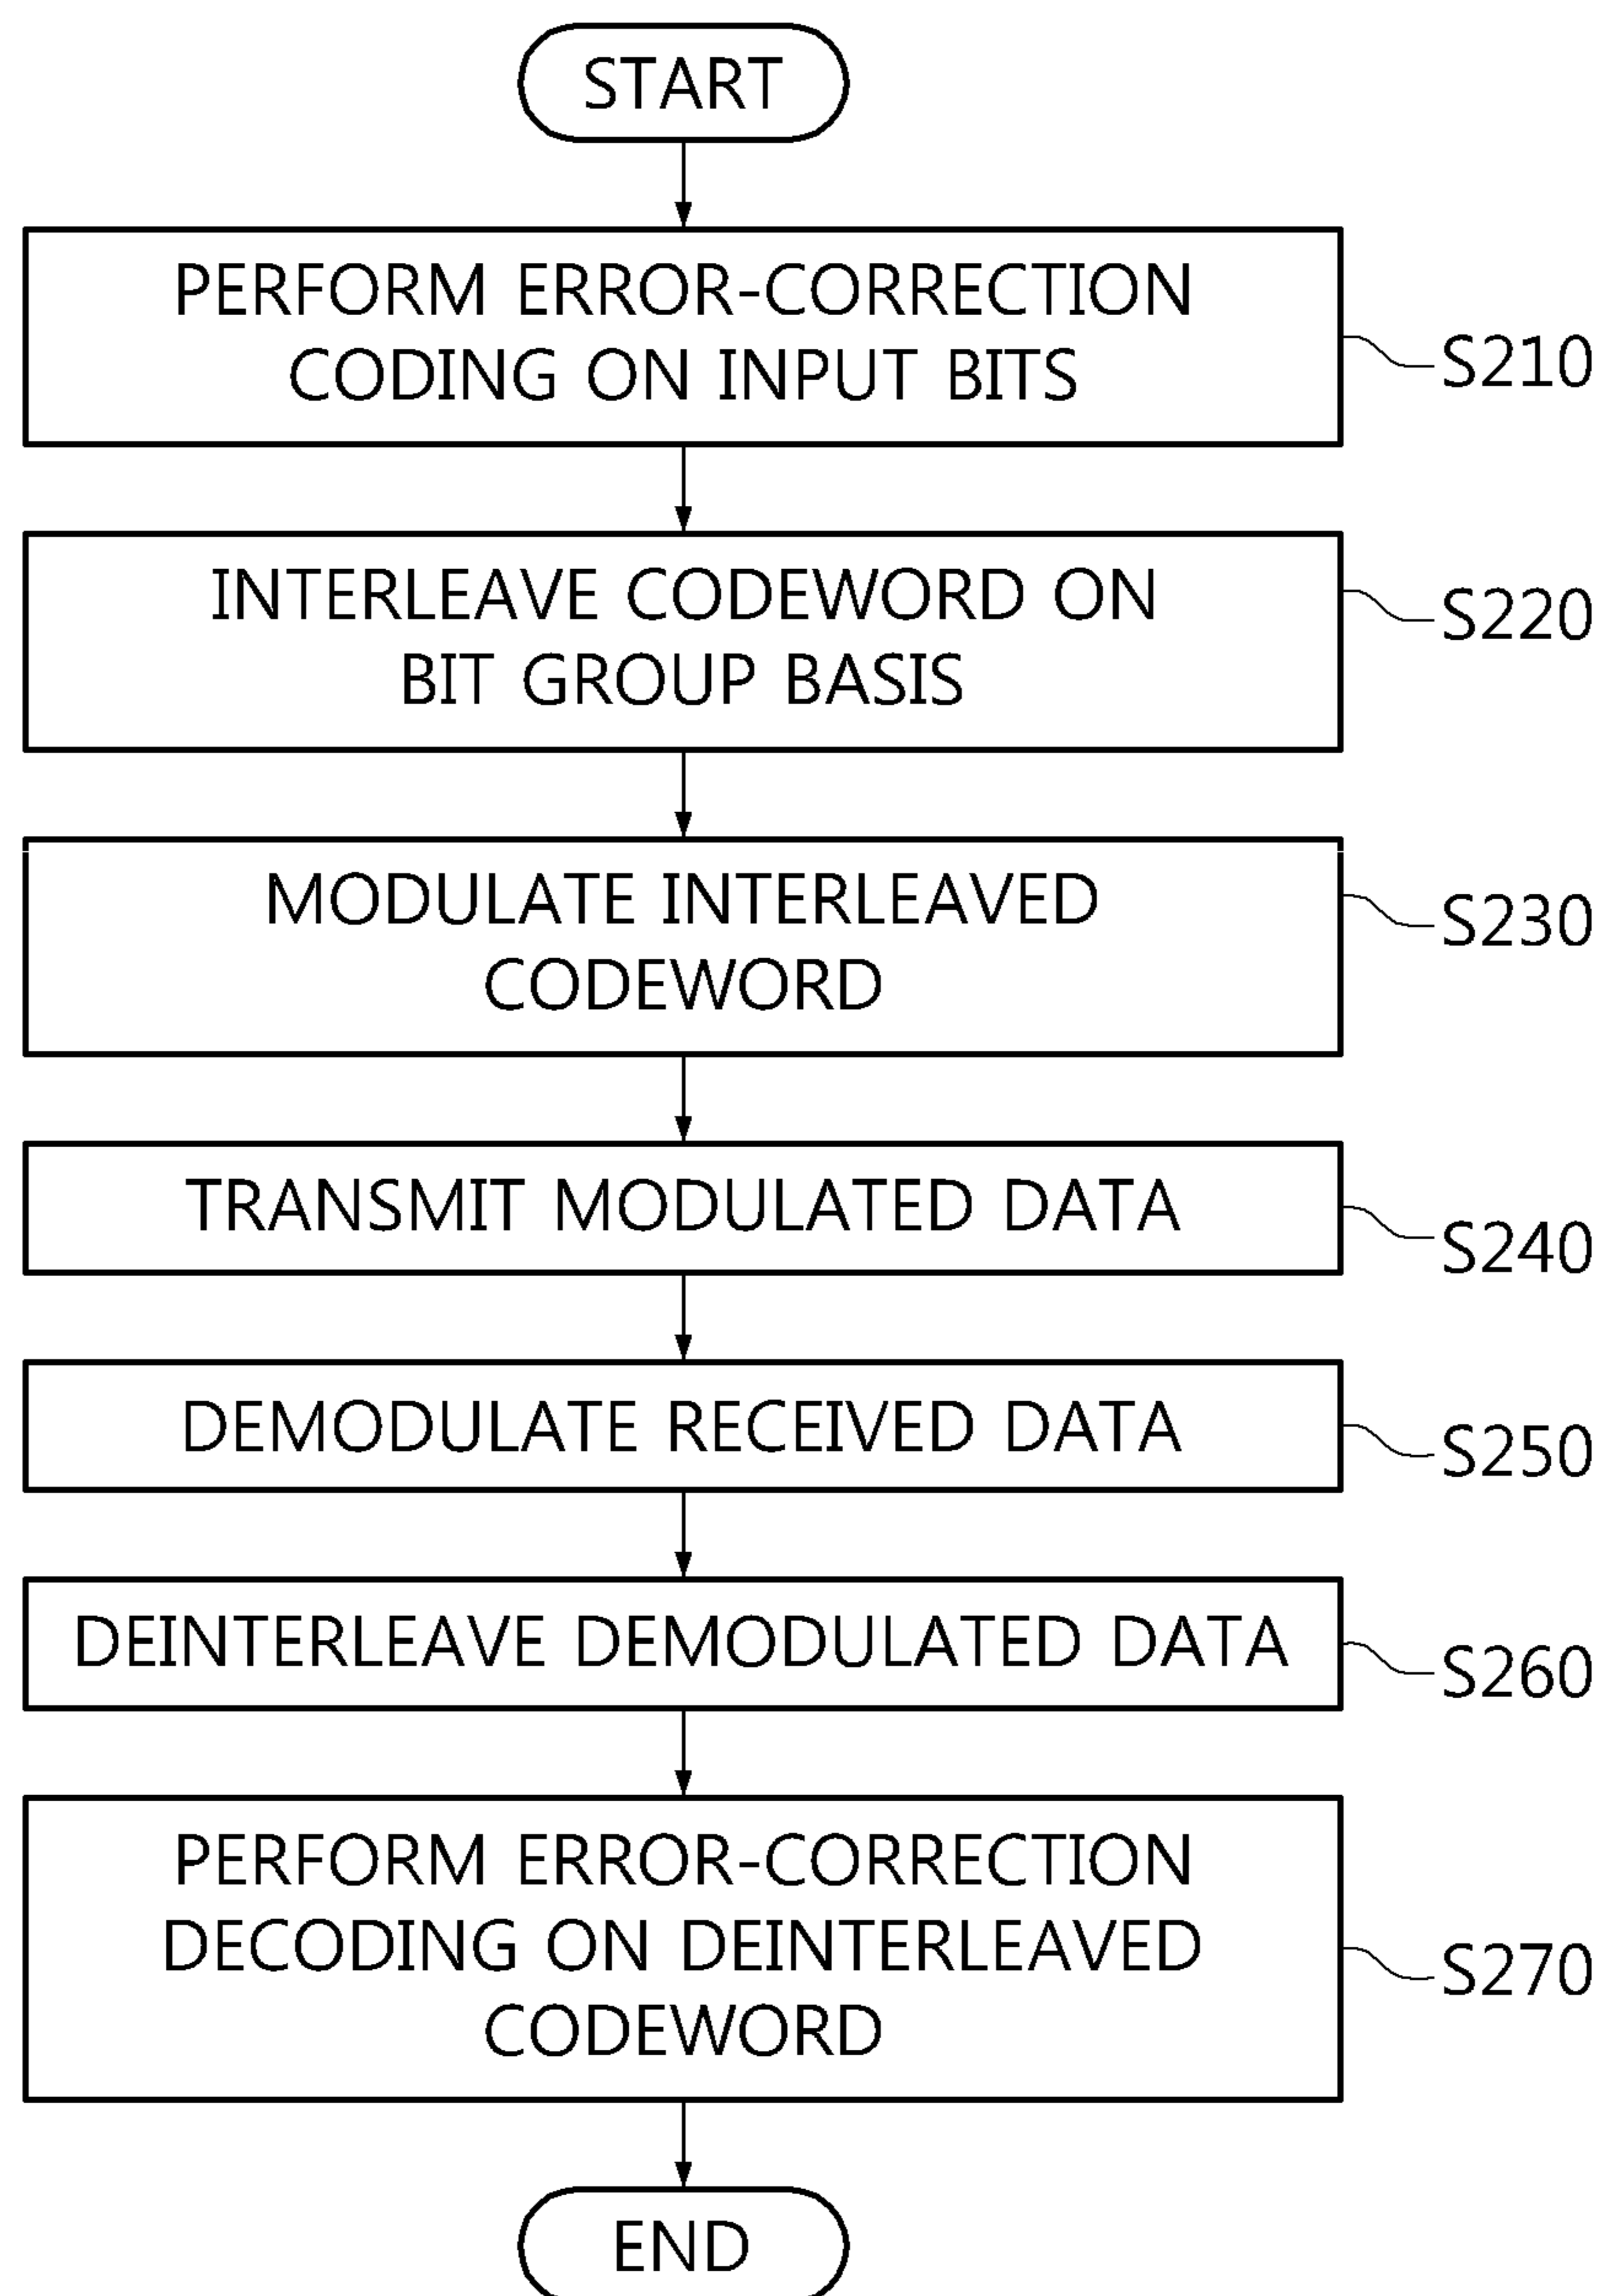 START
PERFORM ERROR-CORRECTION
CODING ON INPUT BITS
S210
INTERLEAVE CODEWORD ON
BIT GROUP BASIS
S220
MODULATE INTERLEAVED
CODEWORD
S230
TRANSMIT MODULATED DATA
S240
DEMODULATE RECEIVED DATA
S250
DEINTERLEAVE DEMODULATED DATA
S260
PERFORM ERROR-CORRECTION
DECODING ON DEINTERLEAVED
CODEWORD
S270
END